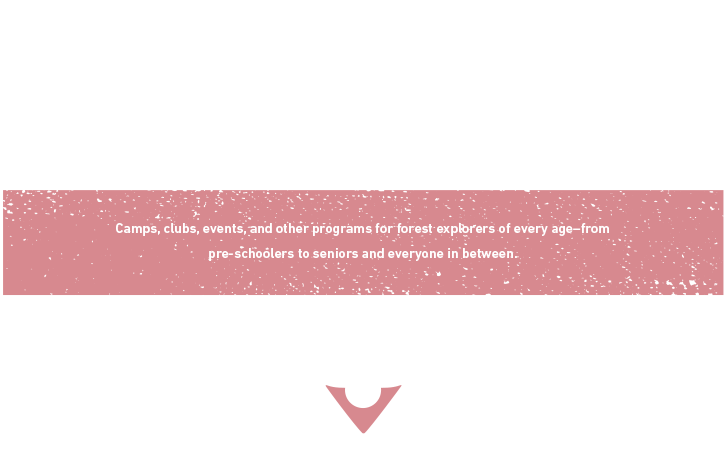 Camps, clubs, events, and other programs for forest explorers of every age–from
pre-schoolers to seniors and everyone in between.